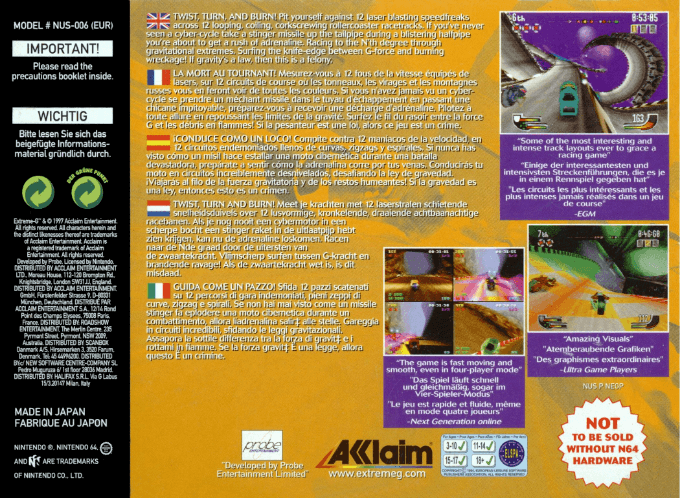 MODEL # NUS-006 (EUR)
IMPORTANT!
Please read the
precautions booklet inside.
WICHTIG
Bitte lesen Sie sich das
beigefügte Informations-
material gründlich durch.
DER GRÜNE PUNKT
Extreme-G™ & © 1997 Acclaim Entertainment.
All rights reserved. All characters herein and
the distinct likenesses thereof are trademarks
of Acclaim Entertainment. Acclaim is
a registered trademark of Acclaim
Entertainment. All rights reserved.
Developed by Probe. Licensed by Nintendo.
DISTRIBUTED BY ACCLAIM ENTERTAINMENT
LTD., Moreau House, 112-120 Brompton Rd,
Knightsbridge, London SW3 1JJ, England.
DISTRIBUTED BY ACCLAIM ENTERTAINMENT.
GmbH, Fürstenfelder Strasse 9, D-80331
München, Deutschland. DISTRIBUE PAR
ACCLAIM ENTERTAINMENT S.A.
Point des Champs Elysees, 75008 Paris,
France. DISTRIBUTED BY ROADSHOW
ENTERTAINMENT, The Merlin Centre, 235
Pyrmont Street, Pyrmont, NSW 2009,
Australia. DISTRIBUTED BY SCANBOX
Danmark A/S, Hirsemarken 3, 3520 Farum,
Denmark, Tel. 45 44996200. DISTRIBUTED
BY NEW SOFTWARE CENTRE-COMPANY SL
Pedro Muguruza 6/ 1st floor 28036 Madrid.
DISTRIBUTED BY HALIFAX S.R.L. Via G Labus
15/3.20147 Milan, Italy
MADE IN JAPAN
FABRIQUE AU JAPON
NINTENDO ®, NINTENDO 64,
AND N ARE TRADEMARKS
OF NINTENDO CO., LTD.
TWIST, TURN, AND BURN! Pit yourself against 12 laser blasting speedfreaks
across 12 looping, coiling, corkscrewing rollercoaster racetracks. If you've never
seen a cyber-cycle take a stinger missile up the tailpipe during a blistering halfpipe
you're about to get a rush of adrenaline. Racing to the N'th degree through
gravitational extremes. Surfing the knife-edge between G-force and burning
wreckage! If gravity's a law, then this is a felony.
LA MORT AU TOURNANT! Mesurez-vous à 12 fous de la vitesse équipés de
lasers, sur 12 circuits de course où les tonneaux, les virages et les montagnes
russes vous en feront voir de toutes les couleurs. Si vous n'avez jamais vu un cyber-
cycle se prendre un méchant missile dans le tuyau d'échappement en passant une
chicane impitoyable, préparez-vous à recevoir une décharge d'adrénaline. Pilotez à
toute allure en repoussant les limites de la gravité. Surfez le fil du rasoir entre la force
G et les débris en flammes! Si la pesanteur est une loi, alors ce jeu est un crime.
¡CONDUCE COMO UN LOCO! Compite contra 12 maniacos de la velocidad, en
12 circuitos endemoniados llenos de curvas, zigzags y espirales. Si nunca has
visto como un misil hace estallar una moto cibernética durante una batalla
devastadora, prepárate a sentir como la adrenalina corre por tus venas. Conducirás tu
moto en circuitos increíblemente desnivelados, desafiando la ley de gravedad.
¡Viajarás al filo de la fuerza gravitatoria y de los restos humeantes! Si la gravedad es
una ley, entonces esto es un crimen.
TWIST, TURN, AND BURN! Meet je krachten met 12 laserstralen schietende
snelheidsduivels over 12 lusvormige, kronkelende, draaiende achtbaanachtige
racebanen. Als je nog nooit een cybermotor in een
scherpe bocht een stinger raket in de uitlaatpijp hebt
zien krijgen, kan nu de adrenaline loskomen. Racen
naar de Nde graad door de uitersten van
de zwaartekracht. Vlijmscherp surfen tussen G-kracht en
brandende ravage! Als de zwaartekracht wet is, is dit
misdaad.
GUIDA COME UN PAZZO! Sfida 12 pazzi scatenati
su 12 percorsi di gara indemoniati, pieni zeppi di
curve, zigzag e spirali. Se non hai mai visto come un missile
stinger fa eplodere una moto cibernetica durante un
combattimento, allora l'adrenalina salir‡ alle stelle. Gareggia
in circuiti incredibili, sfidando le leggi gravitazionali.
Assapora la sottile differenza tra la forza di gravit‡ e i
rottami in fiamme. Se la forza gravit‡ È una legge, allora
questo È un crimine.
probe
ENTERTAINMENT
"Developed by Probe
Entertainment Limited"
AKklaim
www.extremeg.com
6th
0:53:05
163
"Some of the most interesting and
intense track layouts ever to grace a
racing game"
"Einige der interessantesten und
intensivsten Streckenführungen, die es je
in einem Rennspiel gegeben hat"
"Les circuits les plus intéressants et les
plus intenses jamais réalisés dans un jeu
de course"
-EGM
7th
0:46:68
"Amazing Visuals"
"Atemberaubende Grafiken"
"Des graphismes extraordinaires"
-Ultra Game Players
"The game is fast moving and
smooth, even in four-player mode"
"Das Spiel läuft schnell
und gleichmäßig, sogar im
Vier-Spieler-Modus"
"Le jeu est rapide et fluide, même
en mode quatre joueurs"
-Next Generation online
NUS P NEGP
3-10
11-14
15-17
18+
ELSPA
NOT
TO BE SOLD
WITHOUT N64
HARDWARE